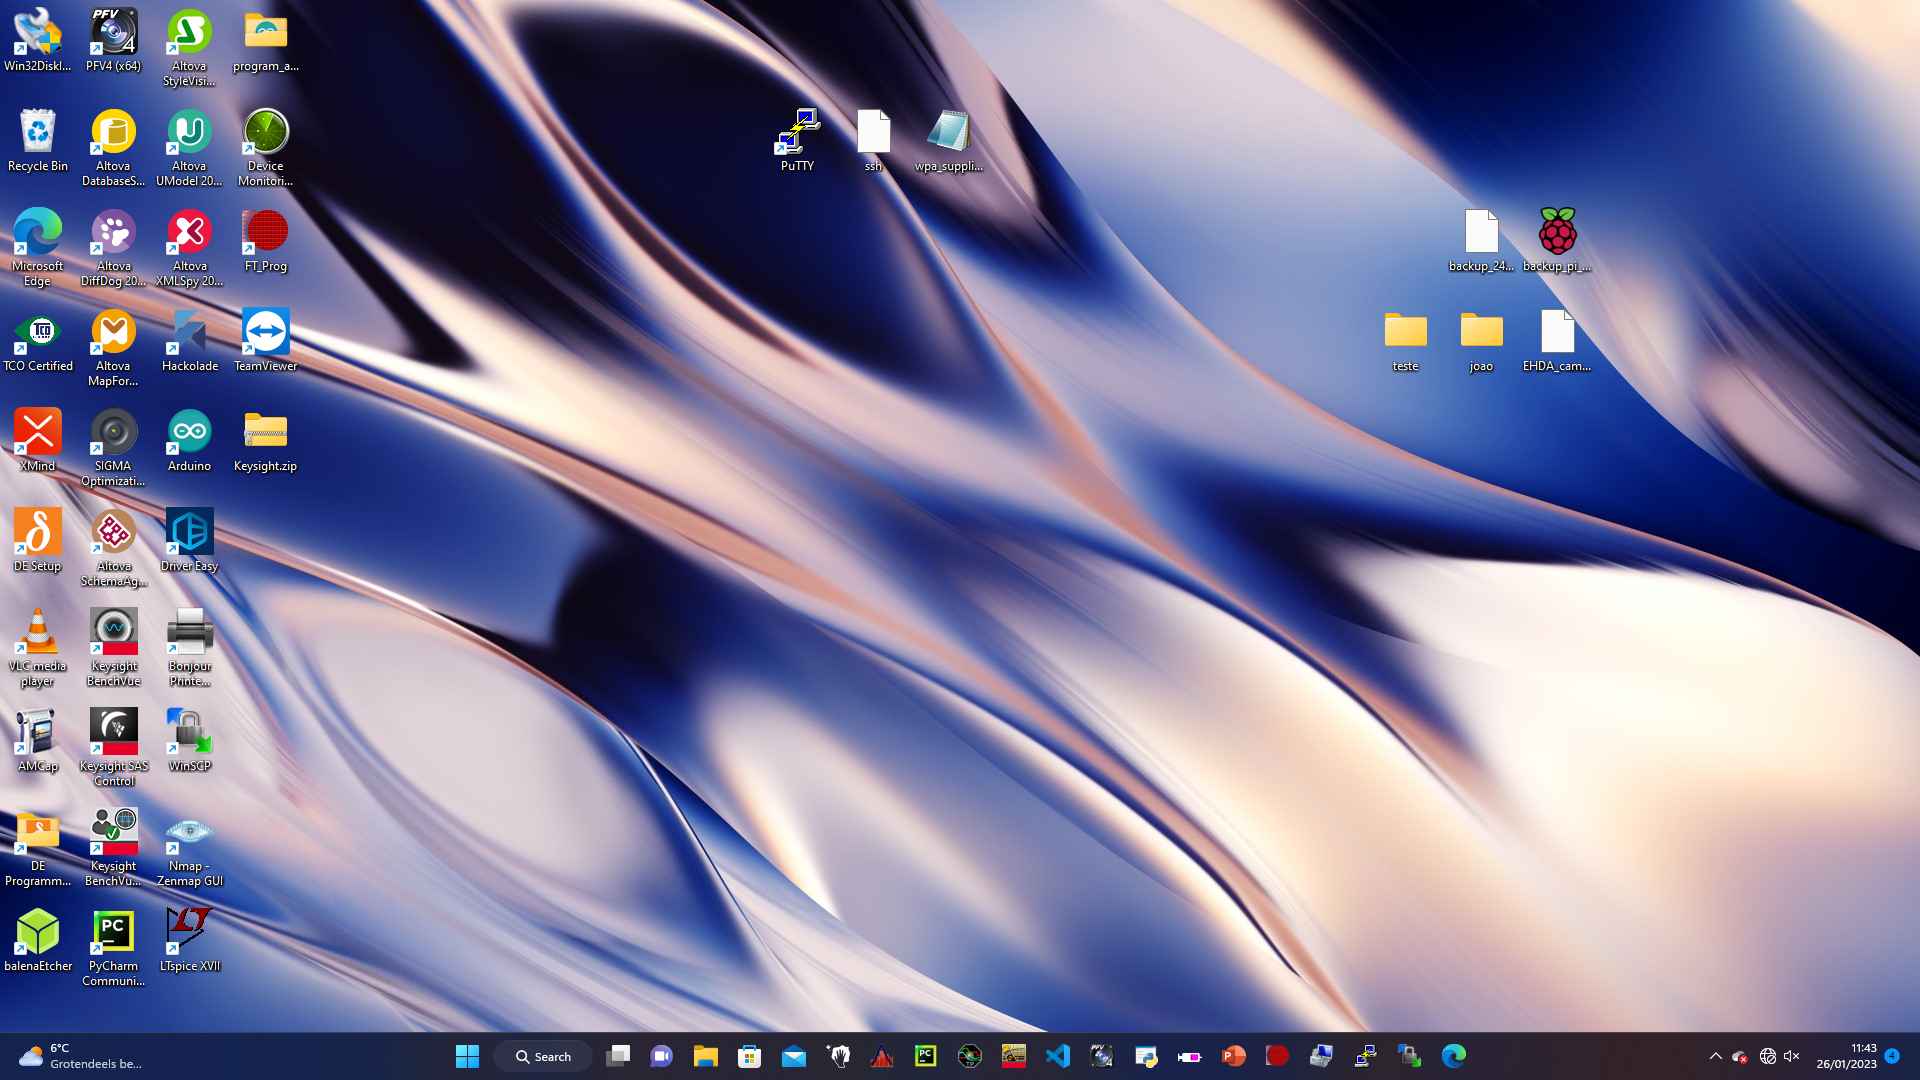 Win32DiskI...
PFV4 (x64)
Altova
StyleVisi...
program_a...
Recycle Bin
Altova
DatabaseS...
Altova
UModel 20...
Device
Monitori...
PuTTY
ssh
wpa_suppli...
Microsoft
Edge
Altova
DiffDog 20...
Altova
XMLSpy 20...
FT_Prog
backup_24...
backup_pi_...
TCO Certified
Altova
MapFor...
Hackolade
TeamViewer
teste
joao
EHDA_cam...
XMind
SIGMA
Optimizati...
Arduino
Keysight.zip
DE Setup
Altova
SchemaAg...
Driver Easy
VLC media
player
Keysight
BenchVue
Bonjour
Printe...
AMCap
Keysight SAS
Control
WinSCP
DE
Programm...
Keysight
BenchVu...
Nmap -
Zenmap GUI
balenaEtcher
PyCharm
Communi...
LTspice XVII
6°C
Grotendeels be...
Search
11:43
26/01/2023
4